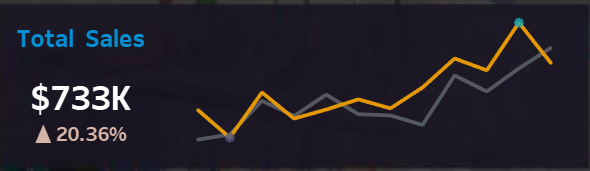 Total Sales
$733K
▲ 20.36%